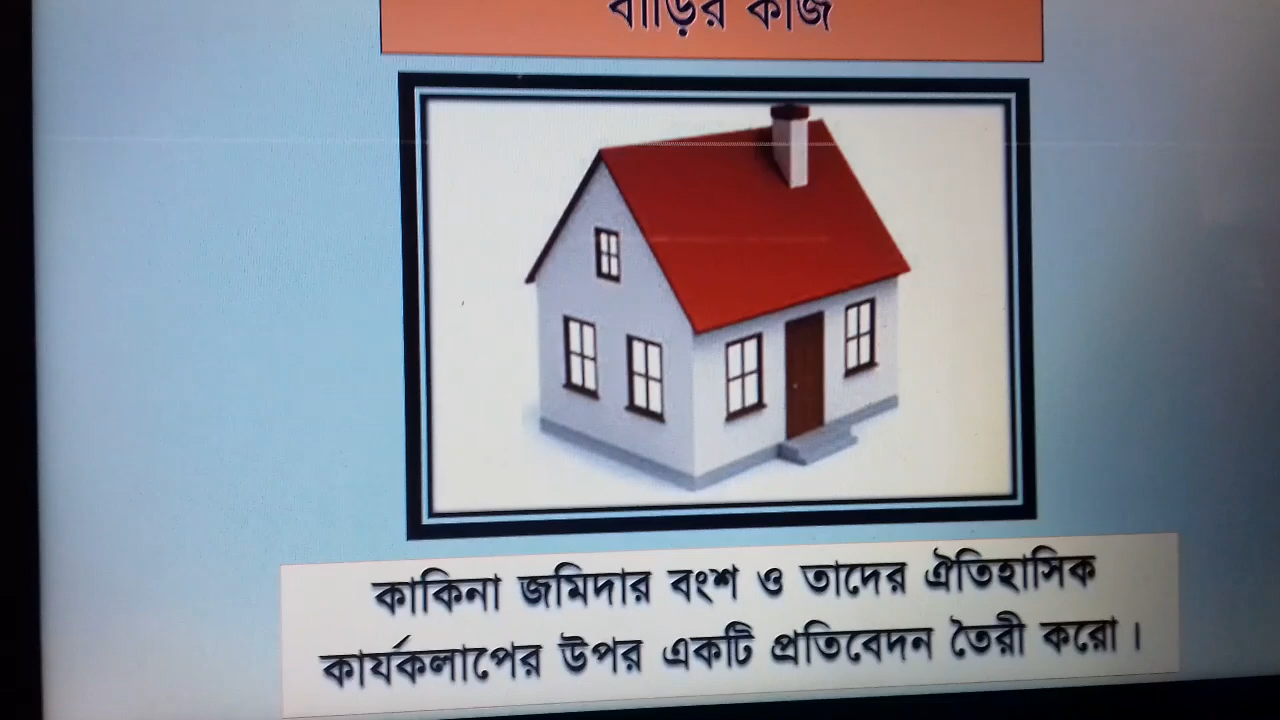 বাড়ির কাজ
কাকিনা জমিদার বংশ ও তাদের ঐতিহাসিক
কার্যকলাপের উপর একটি প্রতিবেদন তৈরী করো।